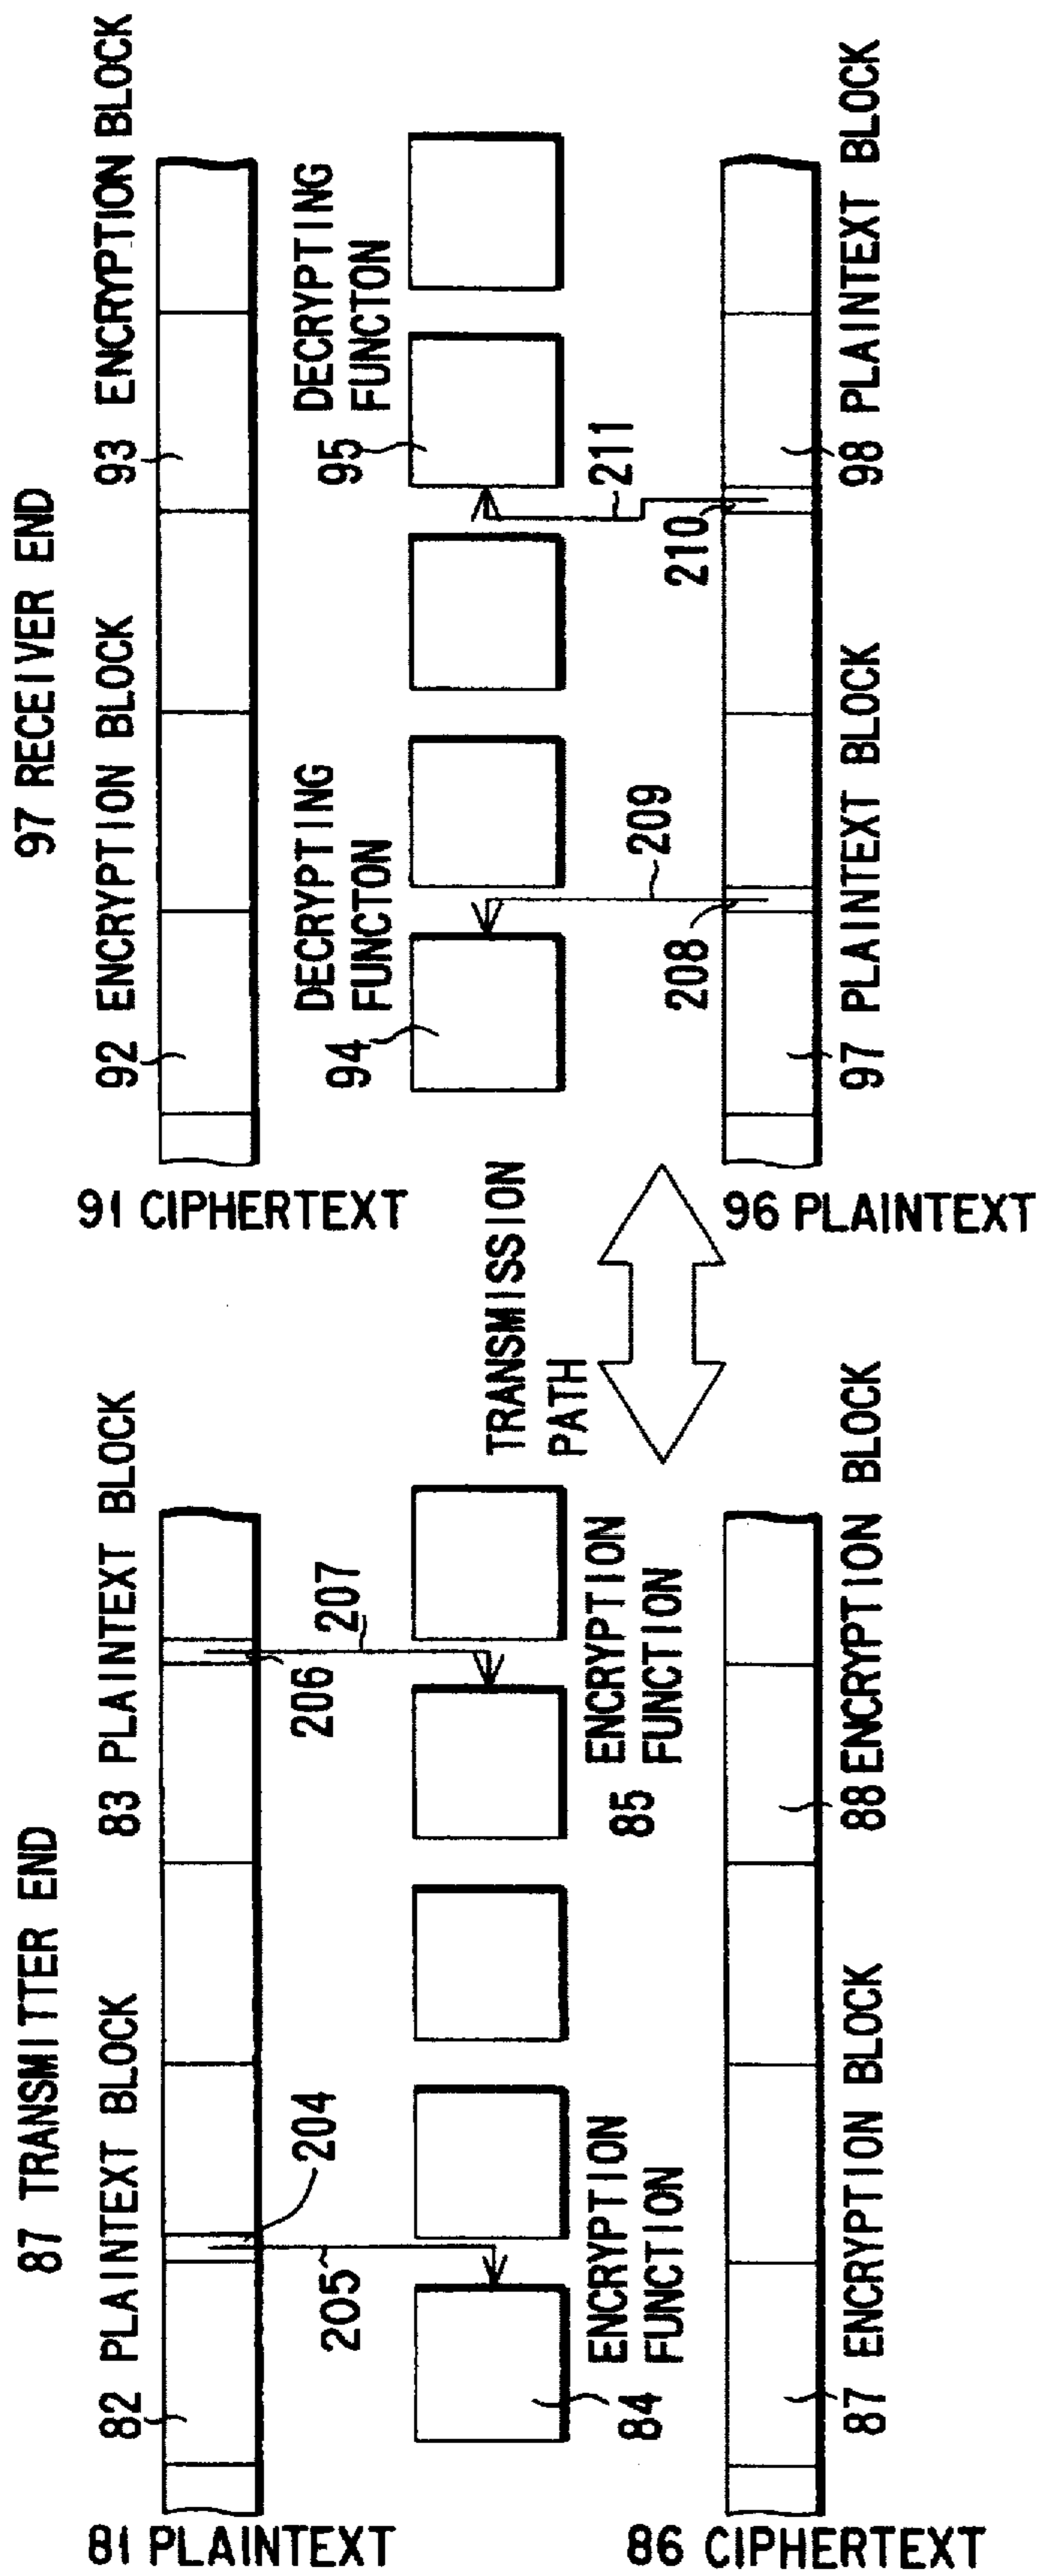 87 TRANSMITTER END
82 PLAINTEXT BLOCK
83 PLAINTEXT BLOCK
81 PLAINTEXT
204
205
206
207
84
ENCRYPTION
FUNCTION
85
ENCRYPTION
FUNCTION
86 CIPHERTEXT
87 ENCRYPTION BLOCK
88 ENCRYPTION BLOCK
TRANSMISSION
PATH
97 RECEIVER END
92 ENCRYPTION BLOCK
93 ENCRYPTION BLOCK
91 CIPHERTEXT
94
DECRYPTING
FUNCTON
95
DECRYPTING
FUNCTON
208
209
210
211
96 PLAINTEXT
97 PLAINTEXT BLOCK
98 PLAINTEXT BLOCK